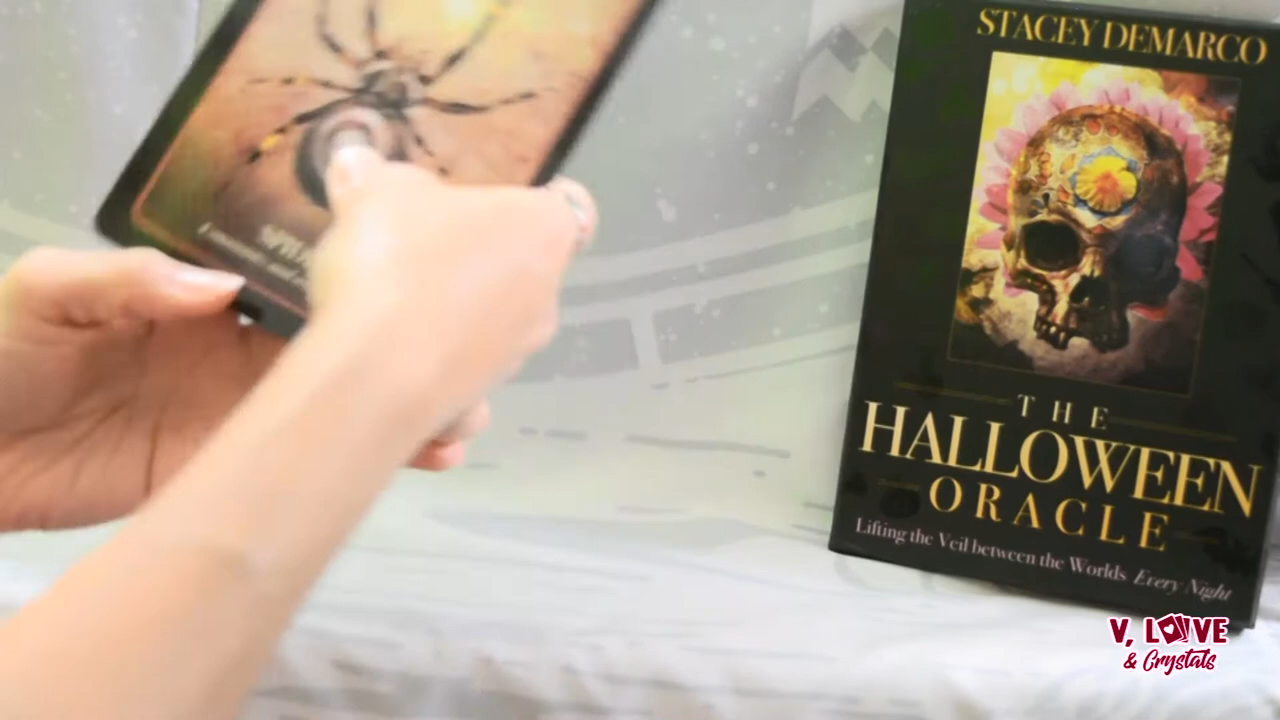 STACEY DEMARCO
THE
HALLOWEEN
ORACLE
Lifting the Veil between the Worlds Every Night
V, LOVE
& Crystals